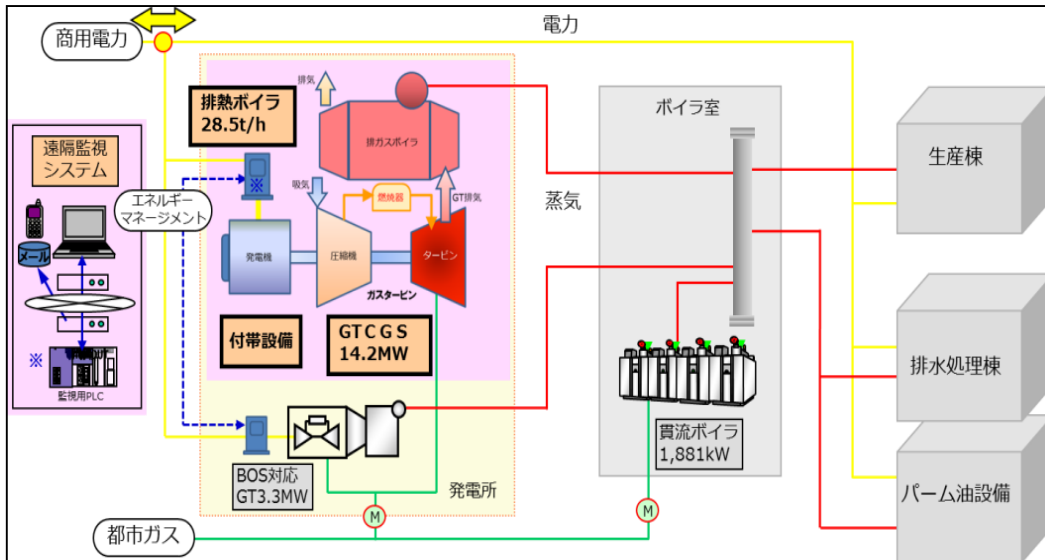 商用電力
電力
遠隔監視
システム
メール
※
監視用PLC
エネルギー
マネージメント
排熱ボイラ
28.5t/h
排気
排ガスボイラ
※
吸気
燃焼器
GT排気
発電機
圧縮機
タービン
ガスタービン
付帯設備
GTCGS
14.2MW
BOS対応
GT3.3MW
発電所
M
都市ガス
蒸気
ボイラ室
貫流ボイラ
1,881kW
M
生産棟
排水処理棟
パーム油設備